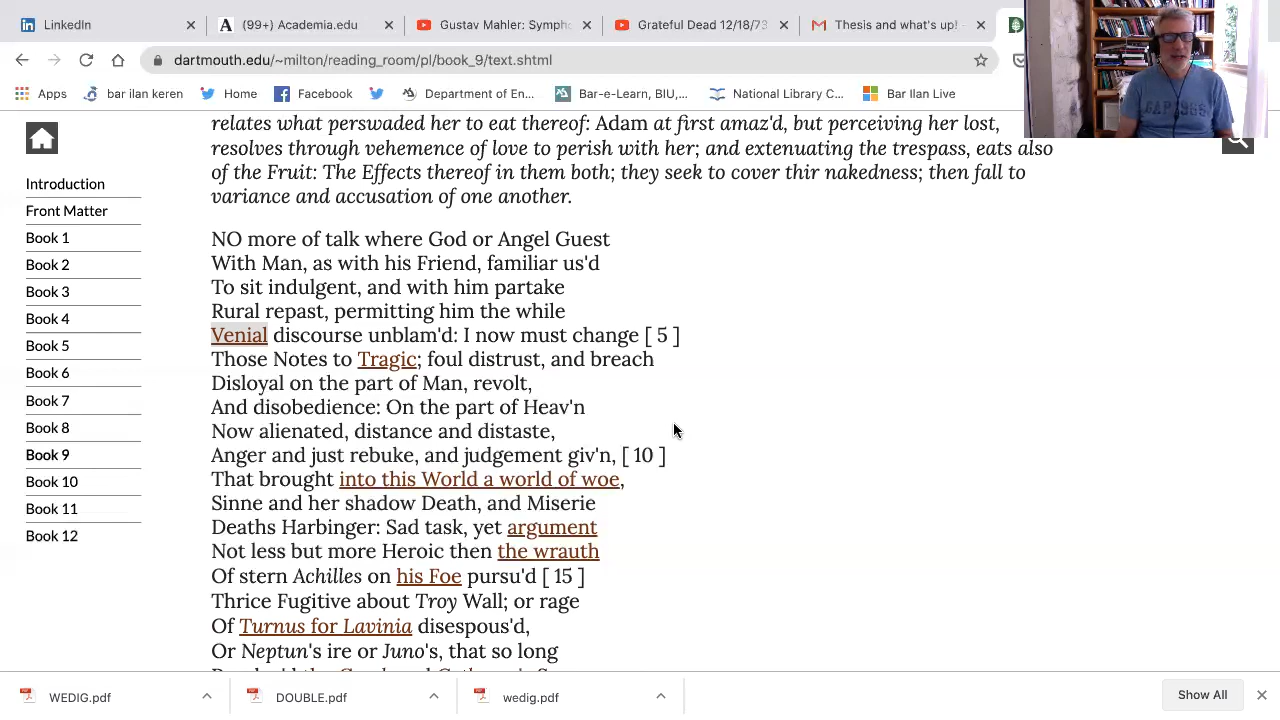 LinkedIn
(99+) Academia.edu
Gustav Mahler: Sympho
Grateful Dead 12/18/73
Thesis and what's up! -
dartmouth.edu/~milton/reading_room/pl/book_9/text.shtml
Apps
bar ilan keren
Home
Facebook
Department of En...
Bar-e-Learn, BIU,...
National Library C...
Bar Ilan Live
Introduction
Front Matter
Book 1
Book 2
Book 3
Book 4
Book 5
Book 6
Book 7
Book 8
Book 9
Book 10
Book 11
Book 12
relates what perswaded her to eat thereof: Adam at first amaz'd, but perceiving her lost,
resolves through vehemence of love to perish with her; and extenuating the trespass, eats also
of the Fruit: The Effects thereof in them both; they seek to cover thir nakedness; then fall to
variance and accusation of one another.
NO more of talk where God or Angel Guest
With Man, as with his Friend, familiar us'd
To sit indulgent, and with him partake
Rural repast, permitting him the while
Venial discourse unblam'd: I now must change [ 5 ]
Those Notes to Tragic; foul distrust, and breach
Disloyal on the part of Man, revolt,
And disobedience: On the part of Heav'n
Now alienated, distance and distaste,
Anger and just rebuke, and judgement giv'n, [ 10 ]
That brought into this World a world of woe,
Sinne and her shadow Death, and Miserie
Deaths Harbinger: Sad task, yet argument
Not less but more Heroic then the wrauth
Of stern Achilles on his Foe pursu'd [ 15 ]
Thrice Fugitive about Troy Wall; or rage
Of Turnus for Lavinia disespous'd,
Or Neptun's ire or Juno's, that so long
WEDIG.pdf
DOUBLE.pdf
wedig.pdf
Show All